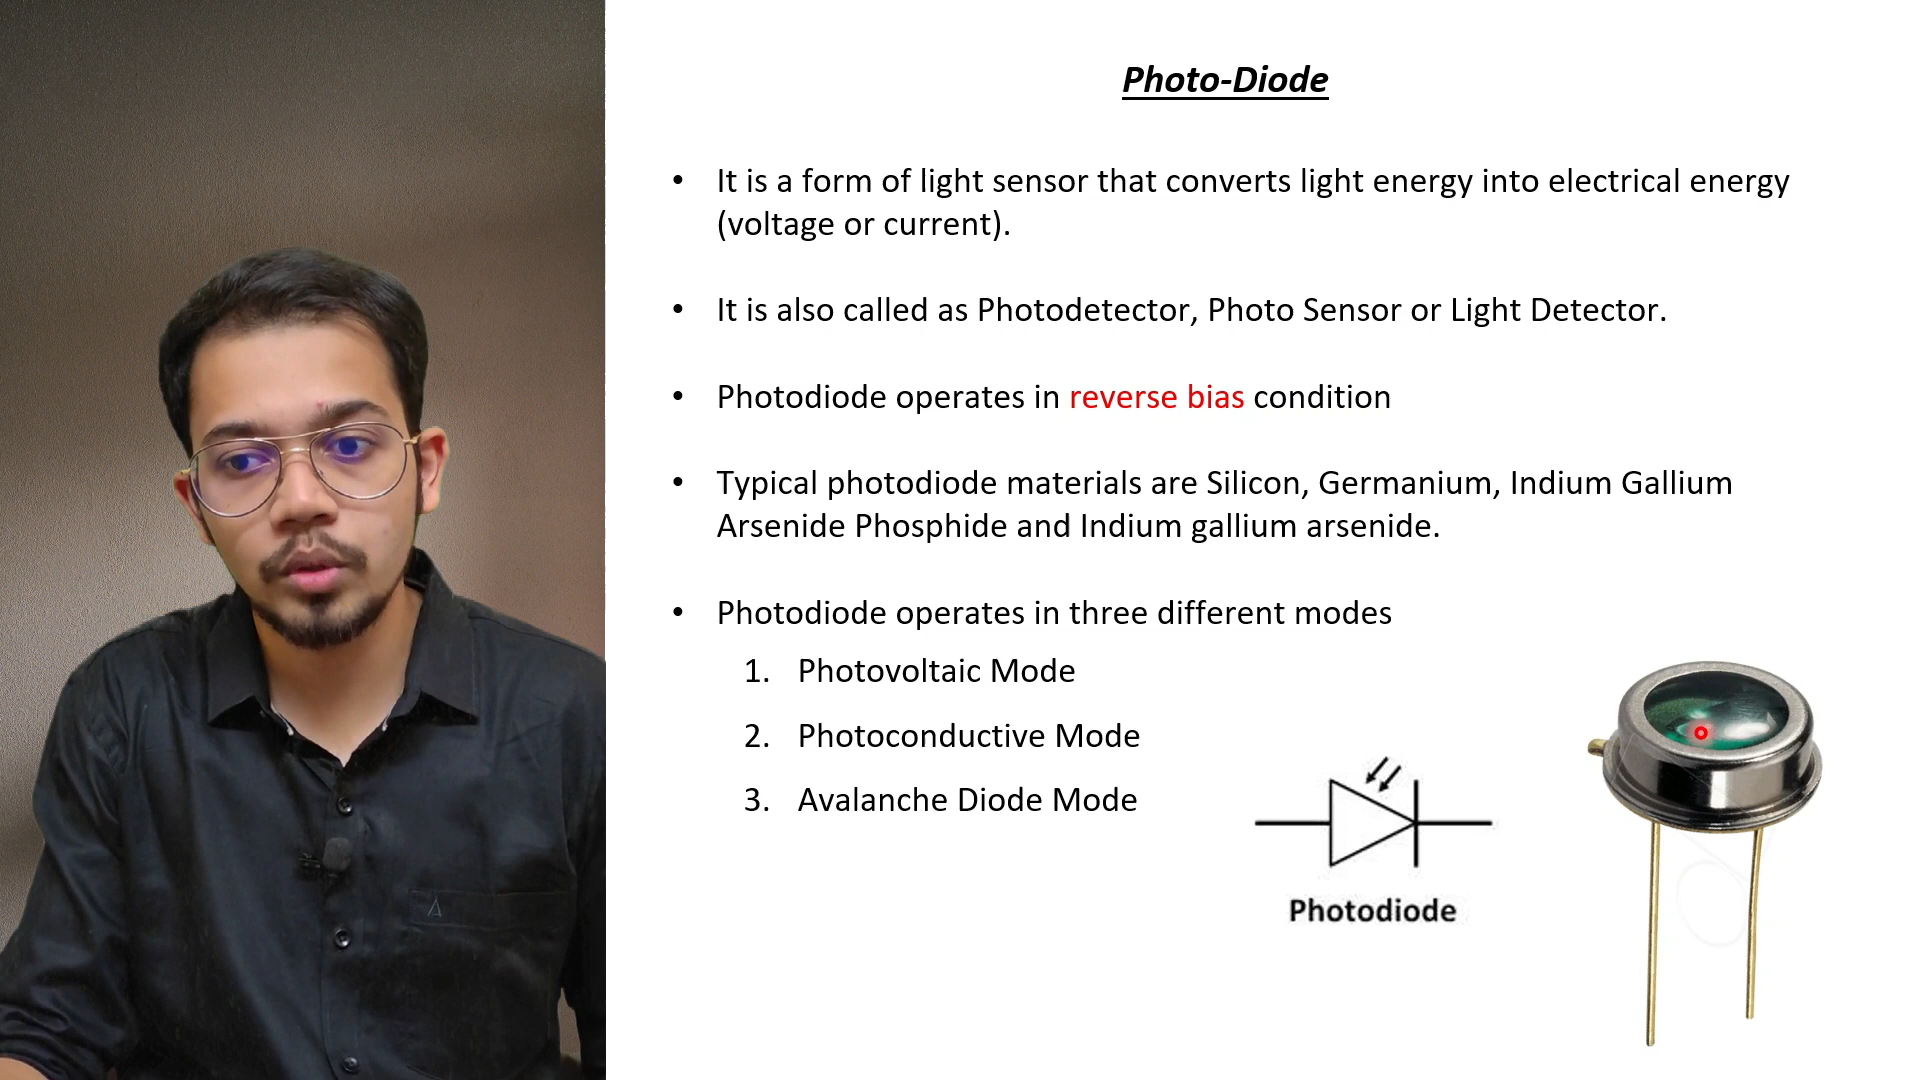 Photo-Diode
• It is a form of light sensor that converts light energy into electrical energy
(voltage or current).
• It is also called as Photodetector, Photo Sensor or Light Detector.
• Photodiode operates in reverse bias condition
• Typical photodiode materials are Silicon, Germanium, Indium Gallium
Arsenide Phosphide and Indium gallium arsenide.
• Photodiode operates in three different modes
1. Photovoltaic Mode
2. Photoconductive Mode
3. Avalanche Diode Mode
Photodiode